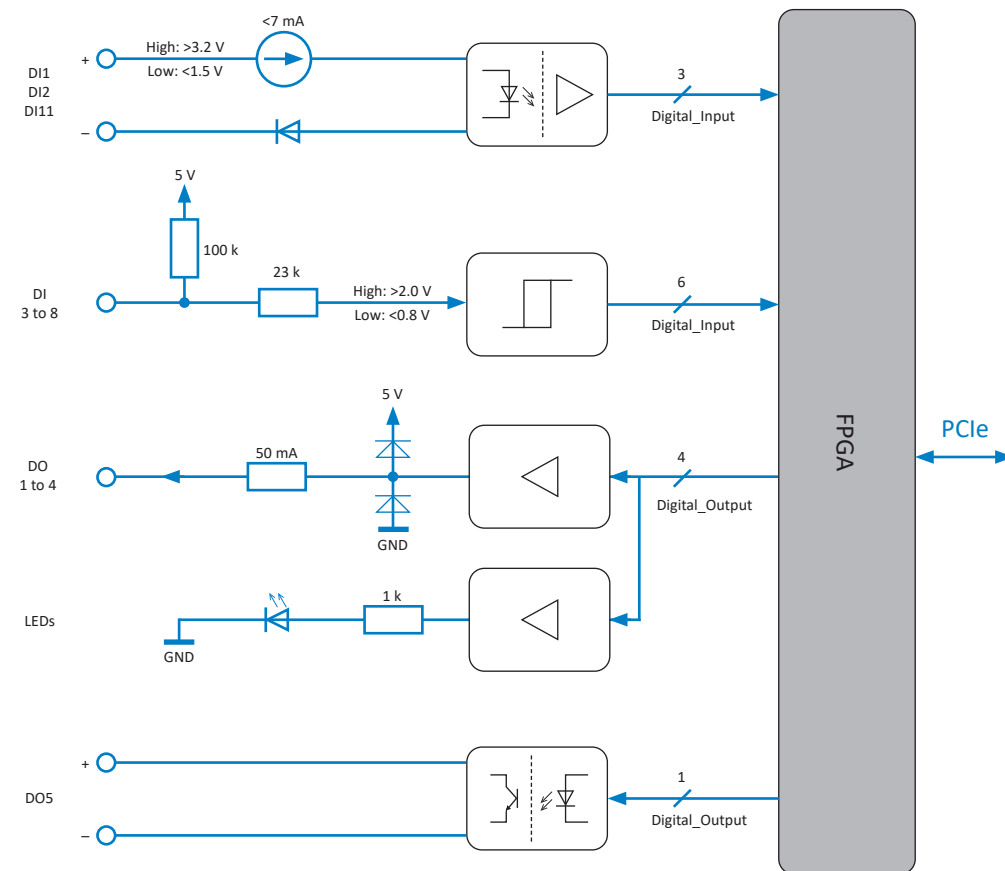 <7 mA
+
High: >3.2 V
Low: <1.5 V
DI1
DI2
DI11
–
3
Digital_Input
5 V
100 k
23 k
DI
3 to 8
High: >2.0 V
Low: <0.8 V
6
Digital_Input
5 V
DO
1 to 4
50 mA
GND
4
Digital_Output
FPGA
PCIe
LEDs
GND
1 k
+
DO5
–
1
Digital_Output